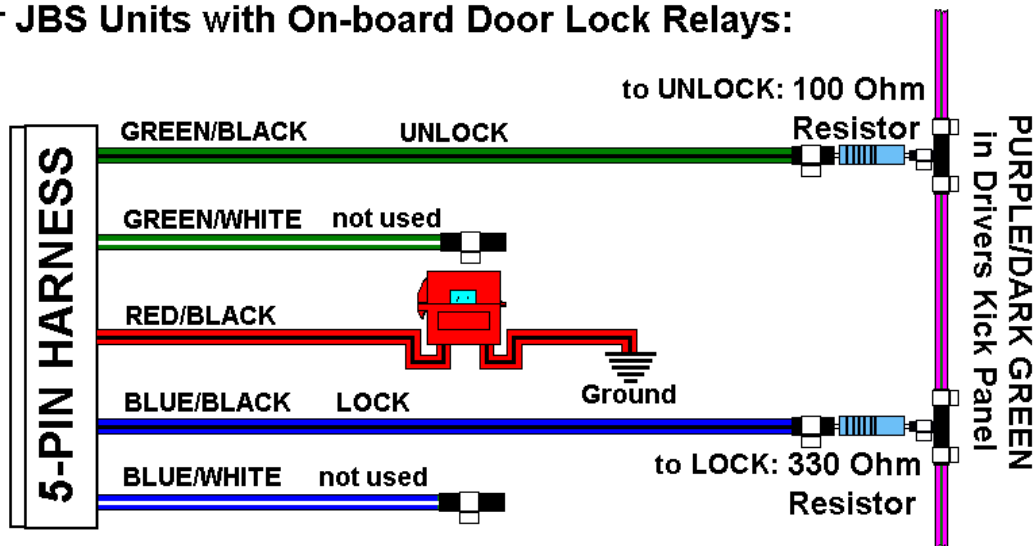 JBS Units with On-board Door Lock Relays:
to UNLOCK: 100 Ohm
Resistor
GREEN/BLACK UNLOCK
GREEN/WHITE not used
RED/BLACK
Ground
BLUE/BLACK LOCK
to LOCK: 330 Ohm
Resistor
BLUE/WHITE not used
5-PIN HARNESS
PURPLE/DARK GREEN
in Drivers Kick Panel